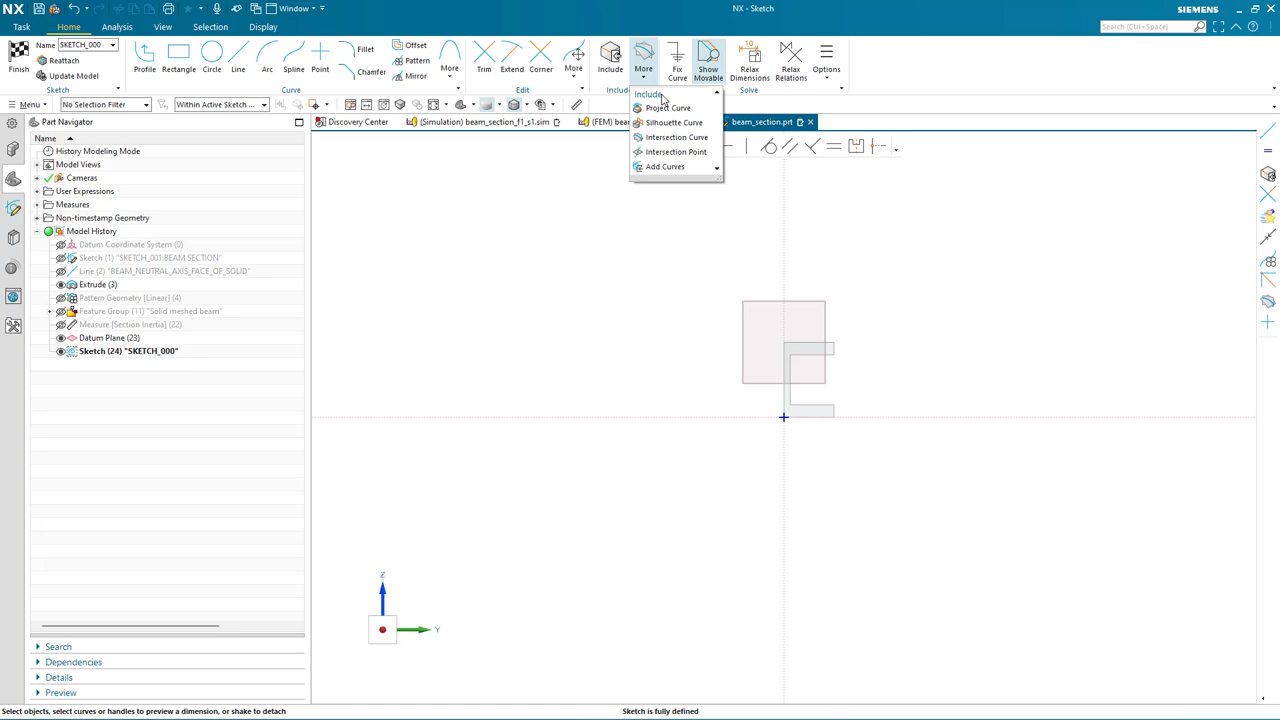 NX
Window
NX - Sketch
SIEMENS
Task
Home
Analysis
View
Selection
Display
Search (Ctrl+Space)
Finish
Name SKETCH_000
Reattach
Update Model
Sketch
Profile
Rectangle
Circle
Line
Arc
Spline
Point
Fillet
Chamfer
Offset
Pattern
Mirror
More
Curve
Trim
Extend
Corner
More
Edit
Include
More
Include
Fix Curve
Show Movable
Relax Dimensions
Relax Relations
Options
Solve
Menu
No Selection Filter
Within Active Sketch
Include
Project Curve
Silhouette Curve
Intersection Curve
Intersection Point
Add Curves
Part Navigator
Discovery Center
(Simulation) beam_section_f1_s1.sim
(FEM)
beam_section.prt
Name
History Modeling Mode
Model Views
Cameras
User Expressions
Measures
Non-timestamp Geometry
Model History
Datum Coordinate System (0)
Sketch (1) "SKETCH_001:BEAM SECTION"
Line (2) "BEAM_NEUTRAL_AXIS_FACE_OF_SOLID"
Extrude (3)
Pattern Geometry [Linear] (4)
Feature Group (11) "Solid meshed beam"
Measure [Section Inertia] (22)
Datum Plane (23)
Sketch (24) "SKETCH_000"
Z
Y
Search
Dependencies
Details
Preview
Select objects, select curves or handles to preview a dimension, or shake to detach
Sketch is fully defined